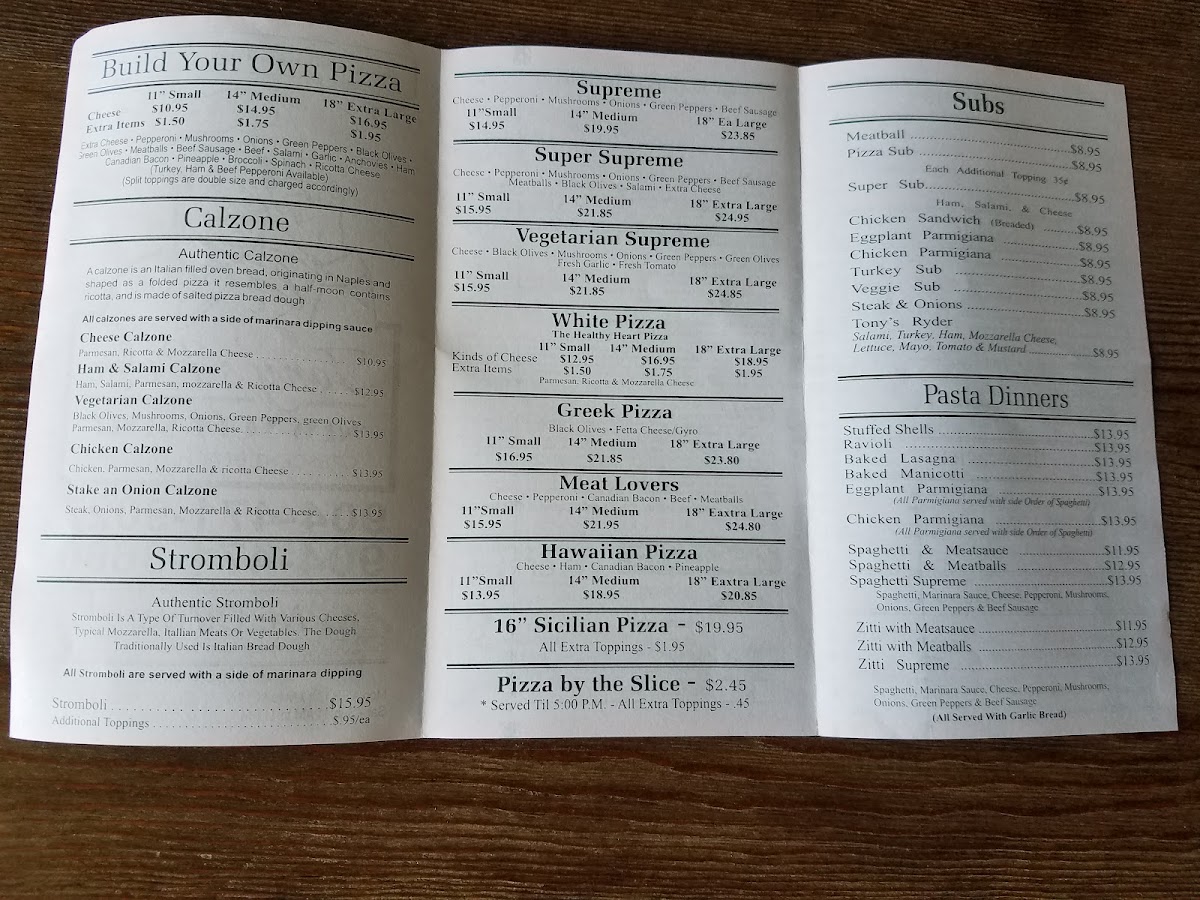 Build Your Own Pizza
11” Small 14” Medium 18” Extra Large
Cheese $10.95 $14.95 $16.95
Extra Items $1.50 $1.75 $1.95
Extra Cheese • Pepperoni • Mushrooms • Onions • Green Peppers • Black Olives •
Green Olives • Meatballs • Beef Sausage • Beef • Salami • Garlic • Anchovies • Ham
Canadian Bacon • Pineapple • Broccoli • Spinach • Ricotta Cheese
(Turkey, Ham & Beef Pepperoni Available)
(Split toppings are double size and charged accordingly)
Calzone
Authentic Calzone
A calzone is an Italian filled oven bread, originating in Naples and
shaped as a folded pizza it resembles a half-moon contains
ricotta, and is made of salted pizza bread dough
All calzones are served with a side of marinara dipping sauce
Cheese Calzone
Parmesan, Ricotta & Mozzarella Cheese . . . . . . . . . . . . . . . $10.95
Ham & Salami Calzone
Ham, Salami, Parmesan, mozzarella & Ricotta Cheese . . . . . $12.95
Vegetarian Calzone
Black Olives, Mushrooms, Onions, Green Peppers, green Olives
Parmesan, Mozzarella, Ricotta Cheese. . . . . . . . . . . . . . . . . . $13.95
Chicken Calzone
Chicken, Parmesan, Mozzarella & ricotta Cheese . . . . . . . . . $13.95
Stake an Onion Calzone
Steak, Onions, Parmesan, Mozzarella & Ricotta Cheese. . . . . $13.95
Stromboli
Authentic Stromboli
Stromboli Is A Type Of Turnover Filled With Various Cheeses,
Typical Mozzarella, Itallian Meats Or Vegetables. The Dough
Traditionally Used Is Italian Bread Dough
All Stromboli are served with a side of marinara dipping
Stromboli . . . . . . . . . . . . . . . . . . . . . . . . . $15.95
Additional Toppings . . . . . . . . . . . . . . . . . . . . . . $.95/ea
Supreme
Cheese • Pepperoni • Mushrooms • Onions • Green Peppers • Beef Sausage
11”Small 14” Medium 18” Ea Large
$14.95 $19.95 $23.85
Super Supreme
Cheese • Pepperoni • Mushrooms • Onions • Green Peppers • Beef Sausage
Meatballs • Black Olives • Salami • Extra Cheese
11” Small 14” Medium 18” Extra Large
$15.95 $21.85 $24.95
Vegetarian Supreme
Cheese • Black Olives • Mushrooms • Onions • Green Peppers • Green Olives
Fresh Garlic • Fresh Tomato
11” Small 14” Medium 18” Extra Large
$15.95 $21.85 $24.85
White Pizza
The Healthy Heart Pizza
11” Small 14” Medium 18” Extra Large
Kinds of Cheese $12.95 $16.95 $18.95
Extra Items $1.50 $1.75 $1.95
Parmesan, Ricotta & Mozzarella Cheese
Greek Pizza
Black Olives • Fetta Cheese/Gyro
11” Small 14” Medium 18” Extra Large
$16.95 $21.85 $23.80
Meat Lovers
Cheese • Pepperoni • Canadian Bacon • Beef • Meatballs
11”Small 14” Medium 18” Eaxtra Large
$15.95 $21.95 $24.80
Hawaiian Pizza
Cheese • Ham • Canadian Bacon • Pineapple
11”Small 14” Medium 18” Eaxtra Large
$13.95 $18.95 $20.85
16” Sicilian Pizza - $19.95
All Extra Toppings - $1.95
Pizza by the Slice - $2.45
* Served Til 5:00 P.M. - All Extra Toppings - .45
Subs
Meatball ........................ $8.95
Pizza Sub ........................ $8.95
Each Additional Topping 35¢
Super Sub ........................ $8.95
Ham, Salami, & Cheese
Chicken Sandwich (Breaded) ........ $8.95
Eggplant Parmigiana ................ $8.95
Chicken Parmigiana ................ $8.95
Turkey Sub ........................ $8.95
Veggie Sub ........................ $8.95
Steak & Onions .................... $8.95
Tony’s Ryder
Salami, Turkey, Ham, Mozzarella Cheese,
Lettuce, Mayo, Tomato & Mustard .............. $8.95
Pasta Dinners
Stuffed Shells ........................ $13.95
Ravioli ........................ $13.95
Baked Lasagna ........................ $13.95
Baked Manicotti ........................ $13.95
Eggplant Parmigiana ........................ $13.95
(All Parmigiana served with side Order of Spaghetti)
Chicken Parmigiana ........................ $13.95
(All Parmigiana served with side Order of Spaghetti)
Spaghetti & Meatsauce ................ $11.95
Spaghetti & Meatballs ................ $12.95
Spaghetti Supreme ........................ $13.95
Spaghetti, Marinara Sauce, Cheese, Pepperoni, Mushrooms,
Onions, Green Peppers & Beef Sausage
Zitti with Meatsauce ........................ $11.95
Zitti with Meatballs ........................ $12.95
Zitti Supreme ........................ $13.95
Spaghetti, Marinara Sauce, Cheese, Pepperoni, Mushrooms,
Onions, Green Peppers & Beef Sausage
(All Served With Garlic Bread)